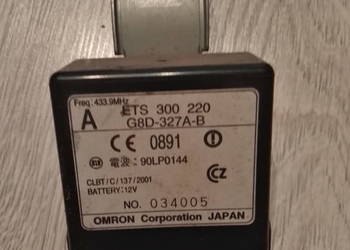 Freq.:433.9MHz
A ETS 300 220
G8D-327A-B
CE 0891
電波: 90LP0144
CZ
CLBT/C/137/2001
BATTERY:12V
NO. 034005
OMRON Corporation JAPAN